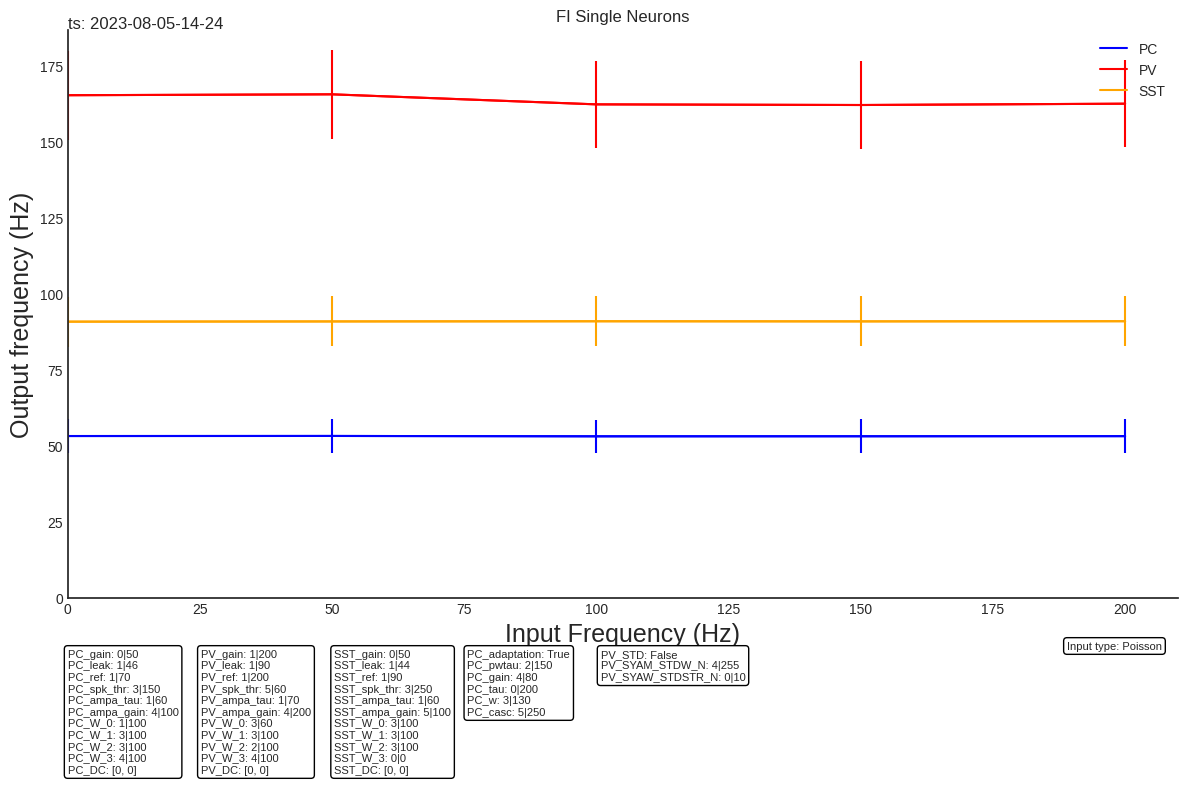 ts: 2023-08-05-14-24
FI Single Neurons
PC
PV
SST
Output frequency (Hz)
175
150
125
100
75
50
25
0
0 25 50 75 100 125 150 175 200
Input Frequency (Hz)
Input type: Poisson
PC_gain: 0|50
PC_leak: 1|46
PC_ref: 1|70
PC_spk_thr: 3|150
PC_ampa_tau: 1|60
PC_ampa_gain: 4|100
PC_W_0: 1|100
PC_W_1: 3|100
PC_W_2: 3|100
PC_W_3: 4|100
PC_DC: [0, 0]
PV_gain: 1|200
PV_leak: 1|90
PV_ref: 1|200
PV_spk_thr: 5|60
PV_ampa_tau: 1|70
PV_ampa_gain: 4|200
PV_W_0: 3|60
PV_W_1: 3|100
PV_W_2: 2|100
PV_W_3: 4|100
PV_DC: [0, 0]
SST_gain: 0|50
SST_leak: 1|44
SST_ref: 1|90
SST_spk_thr: 3|250
SST_ampa_tau: 1|60
SST_ampa_gain: 5|100
SST_W_0: 3|100
SST_W_1: 3|100
SST_W_2: 3|100
SST_W_3: 0|0
SST_DC: [0, 0]
PC_adaptation: True
PC_pwtau: 2|150
PC_gain: 4|80
PC_tau: 0|200
PC_w: 3|130
PC_casc: 5|250
PV_STD: False
PV_SYAM_STDW_N: 4|255
PV_SYAW_STDSTR_N: 0|10